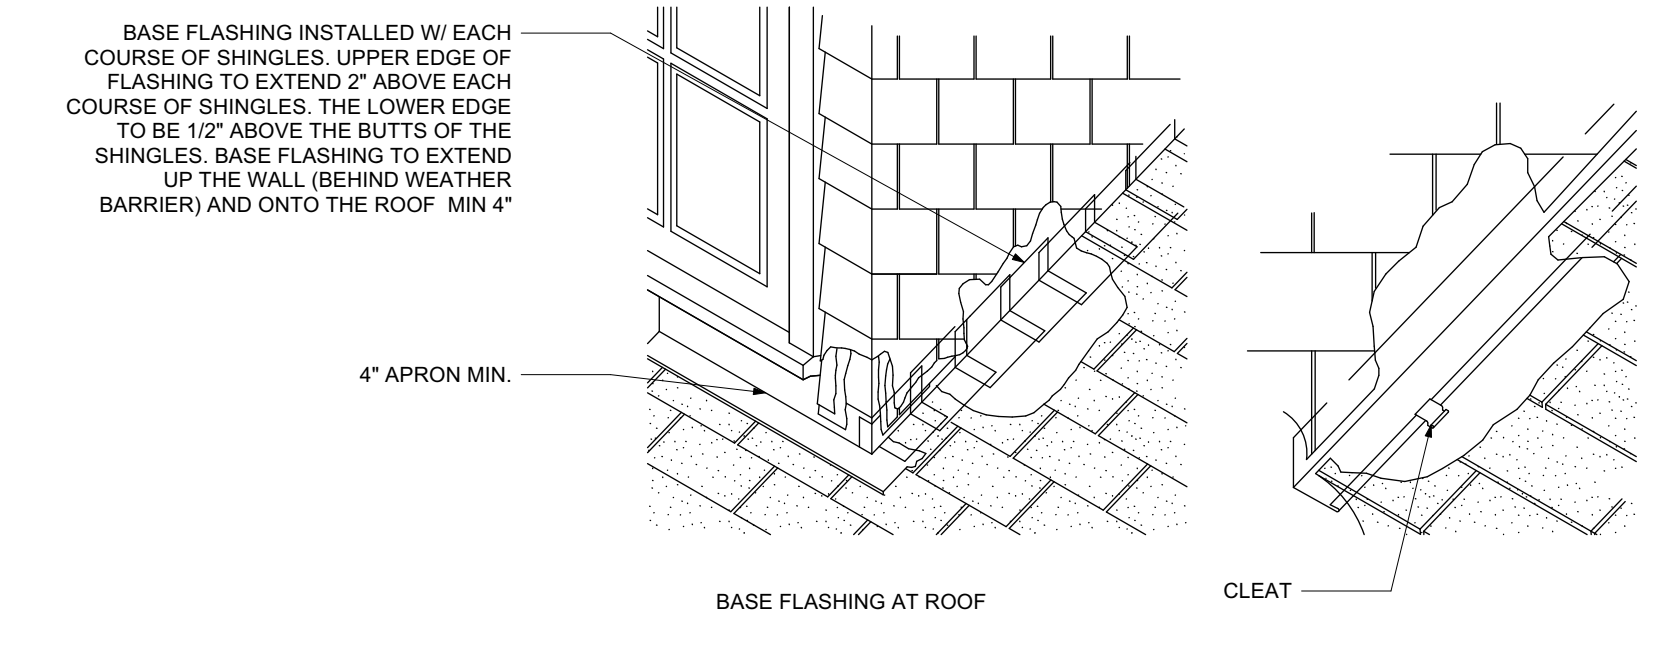 BASE FLASHING INSTALLED W/ EACH
COURSE OF SHINGLES. UPPER EDGE OF
FLASHING TO EXTEND 2" ABOVE EACH
COURSE OF SHINGLES. THE LOWER EDGE
TO BE 1/2" ABOVE THE BUTTS OF THE
SHINGLES. BASE FLASHING TO EXTEND
UP THE WALL (BEHIND WEATHER
BARRIER) AND ONTO THE ROOF  MIN 4"
4" APRON MIN.
CLEAT
BASE FLASHING AT ROOF